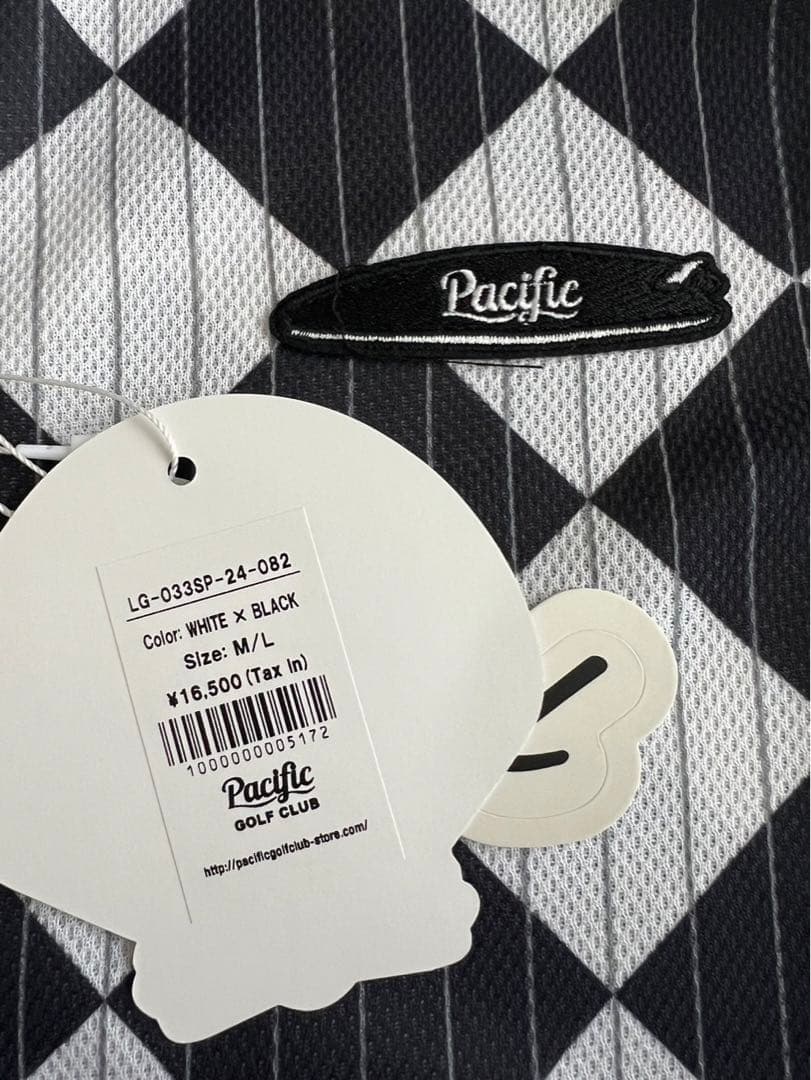 Pacific
LG-033SP-24-082
Color: WHITE × BLACK
Size: M/L
¥16,500 (Tax in)
1000000005172
Pacific
GOLF CLUB
http://pacificgolfclub-store.com/